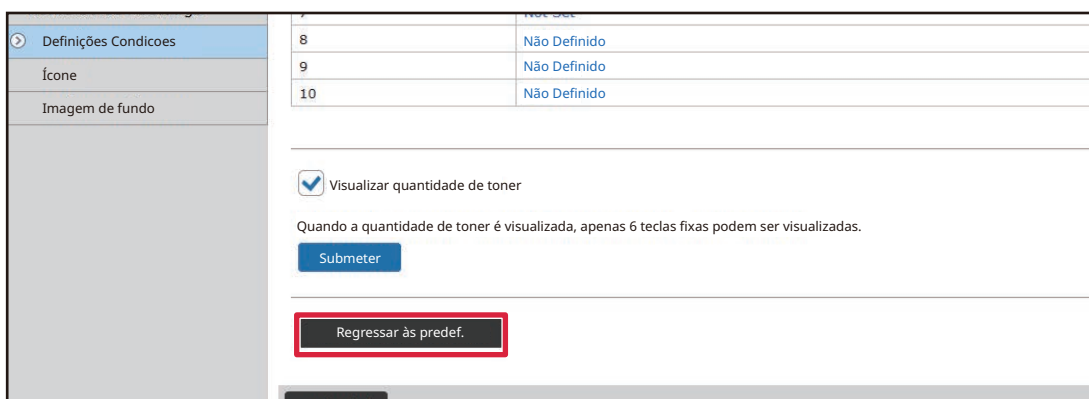 Definições Condicoes
Ícone
Imagem de fundo
8 Não Definido
9 Não Definido
10 Não Definido
Visualizar quantidade de toner
Quando a quantidade de toner é visualizada, apenas 6 teclas fixas podem ser visualizadas.
Submeter
Regressar às predef.